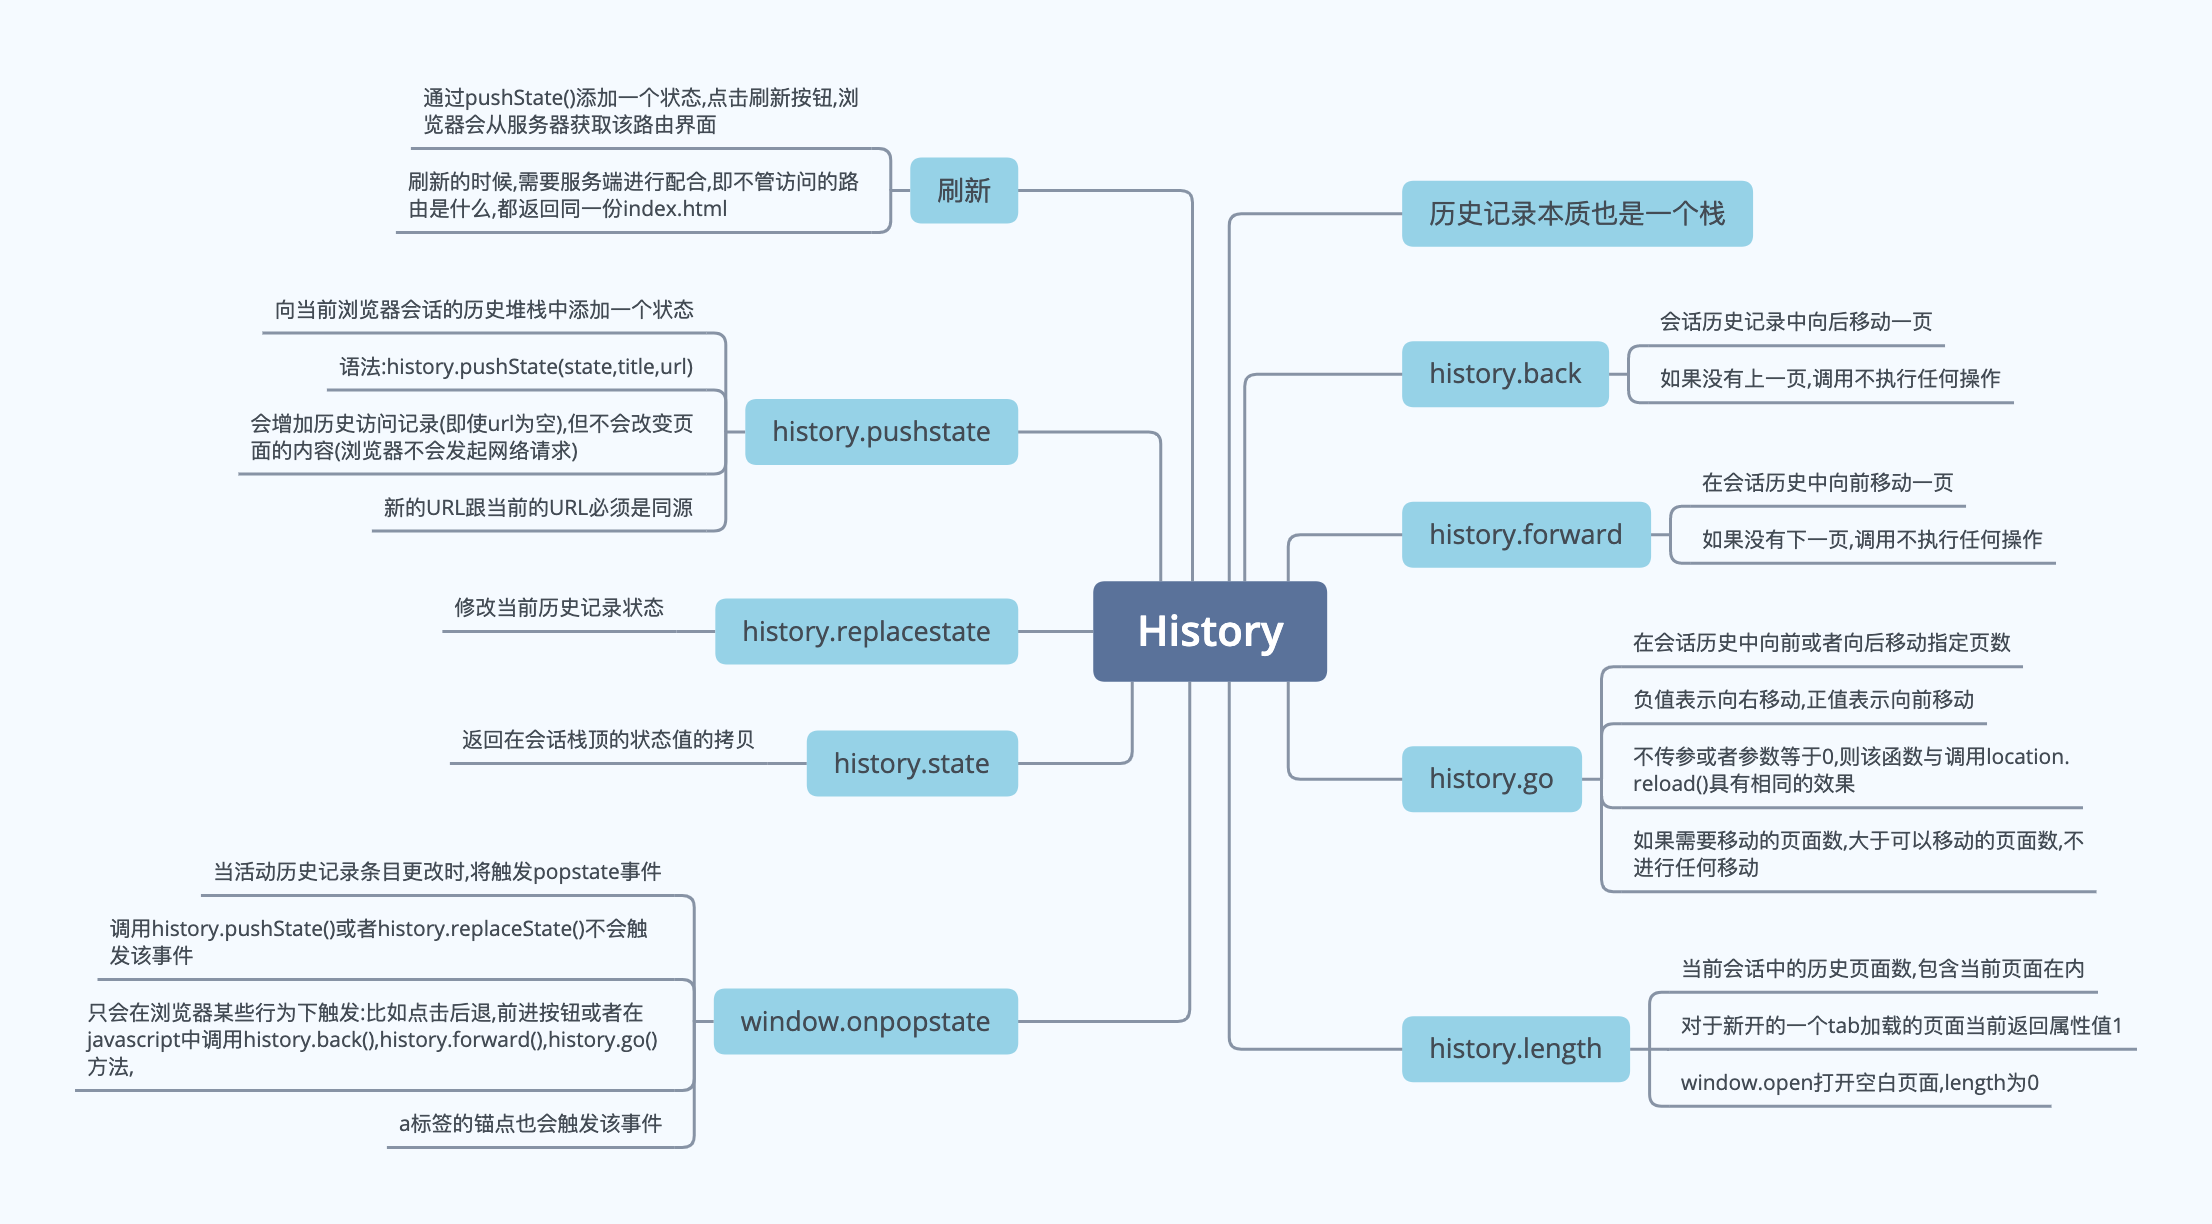 History
历史记录本质也是一个栈
history.back
会话历史记录中向后移动一页
如果没有上一页,调用不执行任何操作
history.forward
在会话历史中向前移动一页
如果没有下一页,调用不执行任何操作
history.go
在会话历史中向前或者向后移动指定页数
负值表示向右移动,正值表示向前移动
不传参或者参数等于0,则该函数与调用location.
reload()具有相同的效果
如果需要移动的页面数,大于可以移动的页面数,不
进行任何移动
history.length
当前会话中的历史页面数,包含当前页面在内
对于新开的一个tab加载的页面当前返回属性值1
window.open打开空白页面,length为0
刷新
通过pushState()添加一个状态,点击刷新按钮,浏
览器会从服务器获取该路由界面
刷新的时候,需要服务端进行配合,即不管访问的路
由是什么,都返回同一份index.html
history.pushstate
向当前浏览器会话的历史堆栈中添加一个状态
语法:history.pushState(state,title,url)
会增加历史访问记录(即使url为空),但不会改变页
面的内容(浏览器不会发起网络请求)
新的URL跟当前的URL必须是同源
history.replacestate
修改当前历史记录状态
history.state
返回在会话栈顶的状态值的拷贝
window.onpopstate
当活动历史记录条目更改时,将触发popstate事件
调用history.pushState()或者history.replaceState()不会触
发该事件
只会在浏览器某些行为下触发:比如点击后退,前进按钮或者在
javascript中调用history.back(),history.forward(),history.go()
方法,
a标签的锚点也会触发该事件